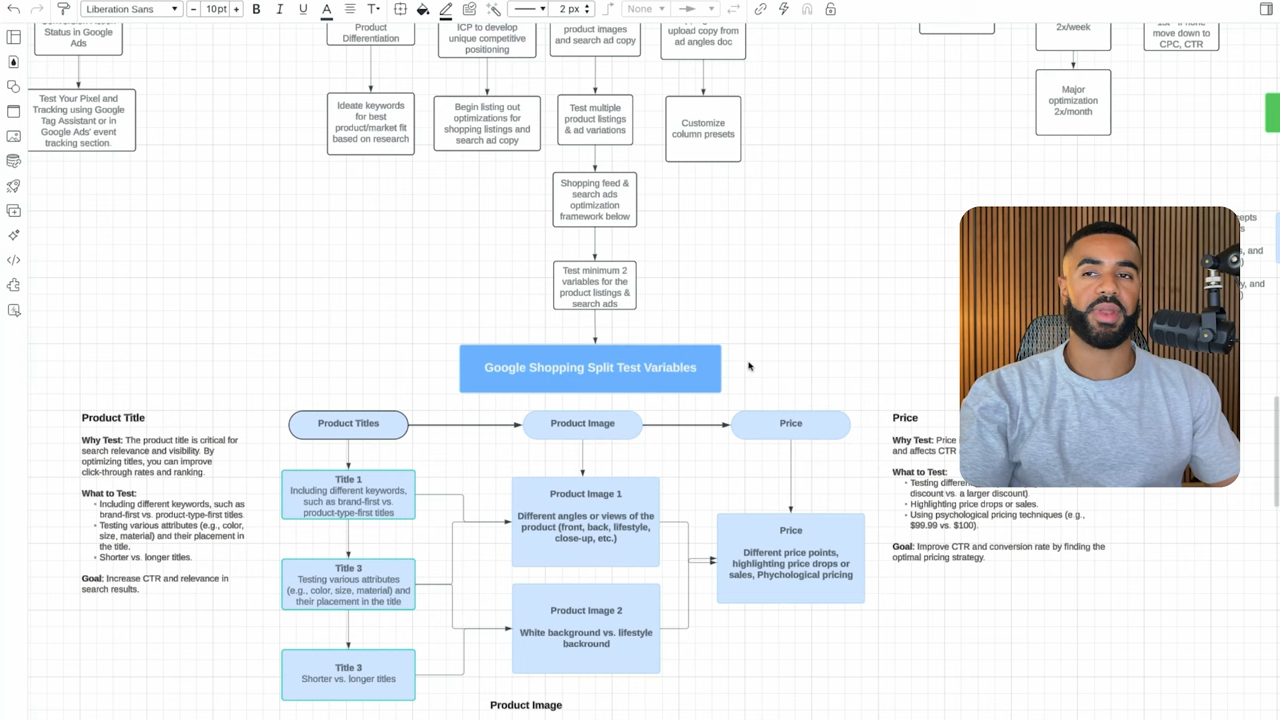 Liberation Sans
10pt
B I U A T
2 px
None
Status in Google
Ads
Test Your Pixel and
Tracking using Google
Tag Assistant or in
Google Ads' event
tracking section.
Product
Differentiation
Ideate keywords
for best
product/market fit
based on research
ICP to develop
unique competitive
positioning
Begin listing out
optimizations for
shopping listings and
search ad copy
product images
and search ad copy
Test multiple
product listings
& ad variations
Shopping feed &
search ads
optimization
framework below
Test minimum 2
variables for the
product listings &
search ads
upload copy from
ad angles doc
Customize
column presets
2x/week
Major
optimization
2x/month
move down to
CPC, CTR
Google Shopping Split Test Variables
Product Title
Why Test: The product title is critical for
search relevance and visibility. By
optimizing titles, you can improve
click-through rates and ranking.
What to Test:
• Including different keywords, such as
brand-first vs. product-type-first titles.
• Testing various attributes (e.g., color,
size, material) and their placement in
the title.
• Shorter vs. longer titles.
Goal: Increase CTR and relevance in
search results.
Product Titles
Title 1
Including different keywords,
such as brand-first vs.
product-type-first titles
Title 3
Testing various attributes
(e.g., color, size, material) and
their placement in the title
Title 3
Shorter vs. longer titles
Product Image
Product Image 1
Different angles or views of the
product (front, back, lifestyle,
close-up, etc.)
Product Image 2
White background vs. lifestyle
backround
Product Image
Price
Price
Different price points,
highlighting price drops or
sales, Phychological pricing
Price
Why Test: Price
and affects CTR
What to Test:
• Testing
discount vs. a larger discount)
• Highlighting price drops or sales.
• Using psychological pricing techniques (e.g.,
$99.99 vs. $100).
Goal: Improve CTR and conversion rate by finding the
optimal pricing strategy.
s, and
y, and